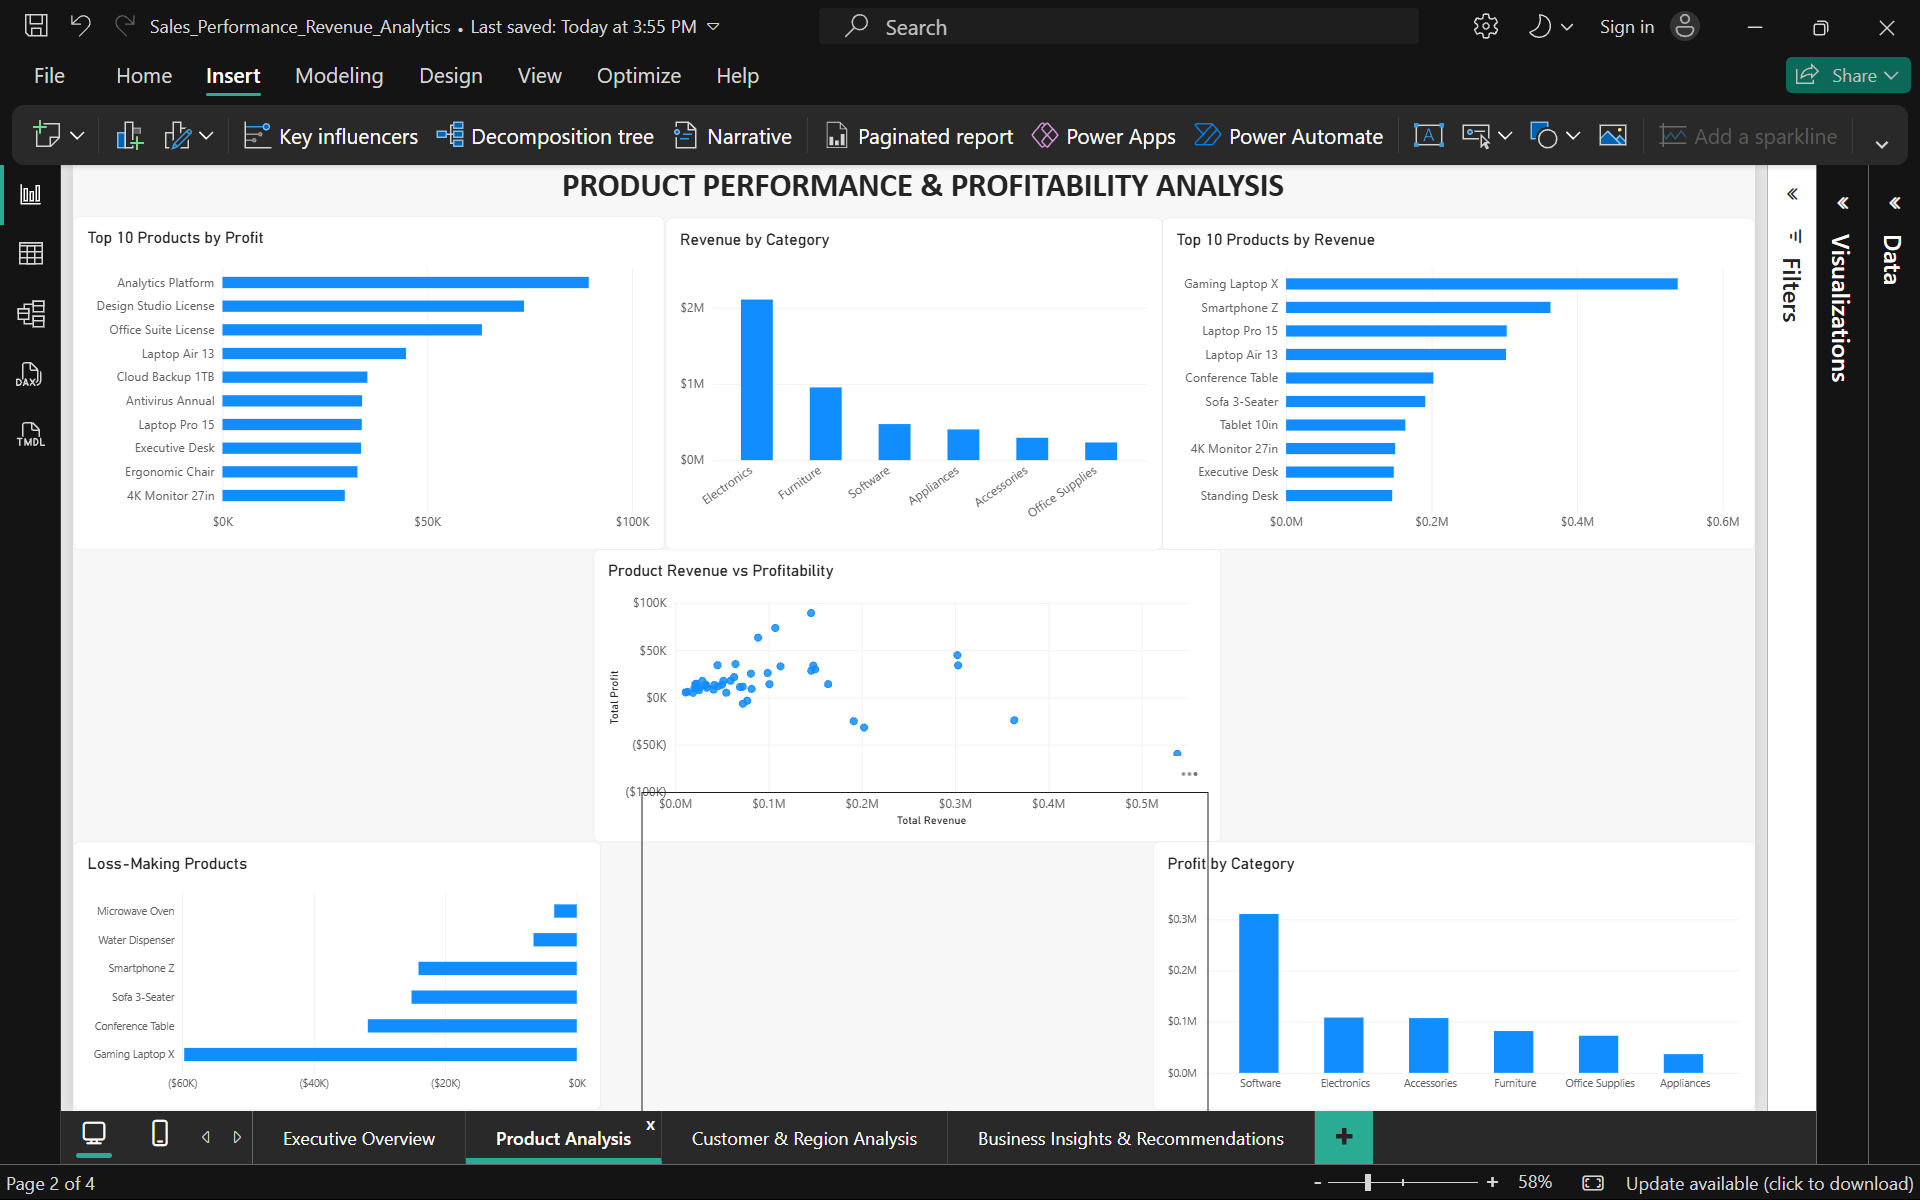 Sales_Performance_Revenue_Analytics • Last saved: Today at 3:55 PM
Search
Sign in
File Home Insert Modeling Design View Optimize Help
Share
Key influencers Decomposition tree Narrative Paginated report Power Apps Power Automate Add a sparkline
DAX
TMDL
PRODUCT PERFORMANCE & PROFITABILITY ANALYSIS
Top 10 Products by Profit
Analytics Platform
Design Studio License
Office Suite License
Laptop Air 13
Cloud Backup 1TB
Antivirus Annual
Laptop Pro 15
Executive Desk
Ergonomic Chair
4K Monitor 27in
$0K $50K $100K
Revenue by Category
$2M
$1M
$0M
Electronics Furniture Software Appliances Accessories Office Supplies
Top 10 Products by Revenue
Gaming Laptop X
Smartphone Z
Laptop Pro 15
Laptop Air 13
Conference Table
Sofa 3-Seater
Tablet 10in
4K Monitor 27in
Executive Desk
Standing Desk
$0.0M $0.2M $0.4M $0.6M
Filters
Visualizations
Data
Product Revenue vs Profitability
Total Profit
$100K
$50K
$0K
($50K)
($100K)
$0.0M $0.1M $0.2M $0.3M $0.4M $0.5M
Total Revenue
Loss-Making Products
Microwave Oven
Water Dispenser
Smartphone Z
Sofa 3-Seater
Conference Table
Gaming Laptop X
($60K) ($40K) ($20K) $0K
Profit by Category
$0.3M
$0.2M
$0.1M
$0.0M
Software Electronics Accessories Furniture Office Supplies Appliances
Executive Overview Product Analysis x Customer & Region Analysis Business Insights & Recommendations +
Page 2 of 4
- + 58% Update available (click to download)